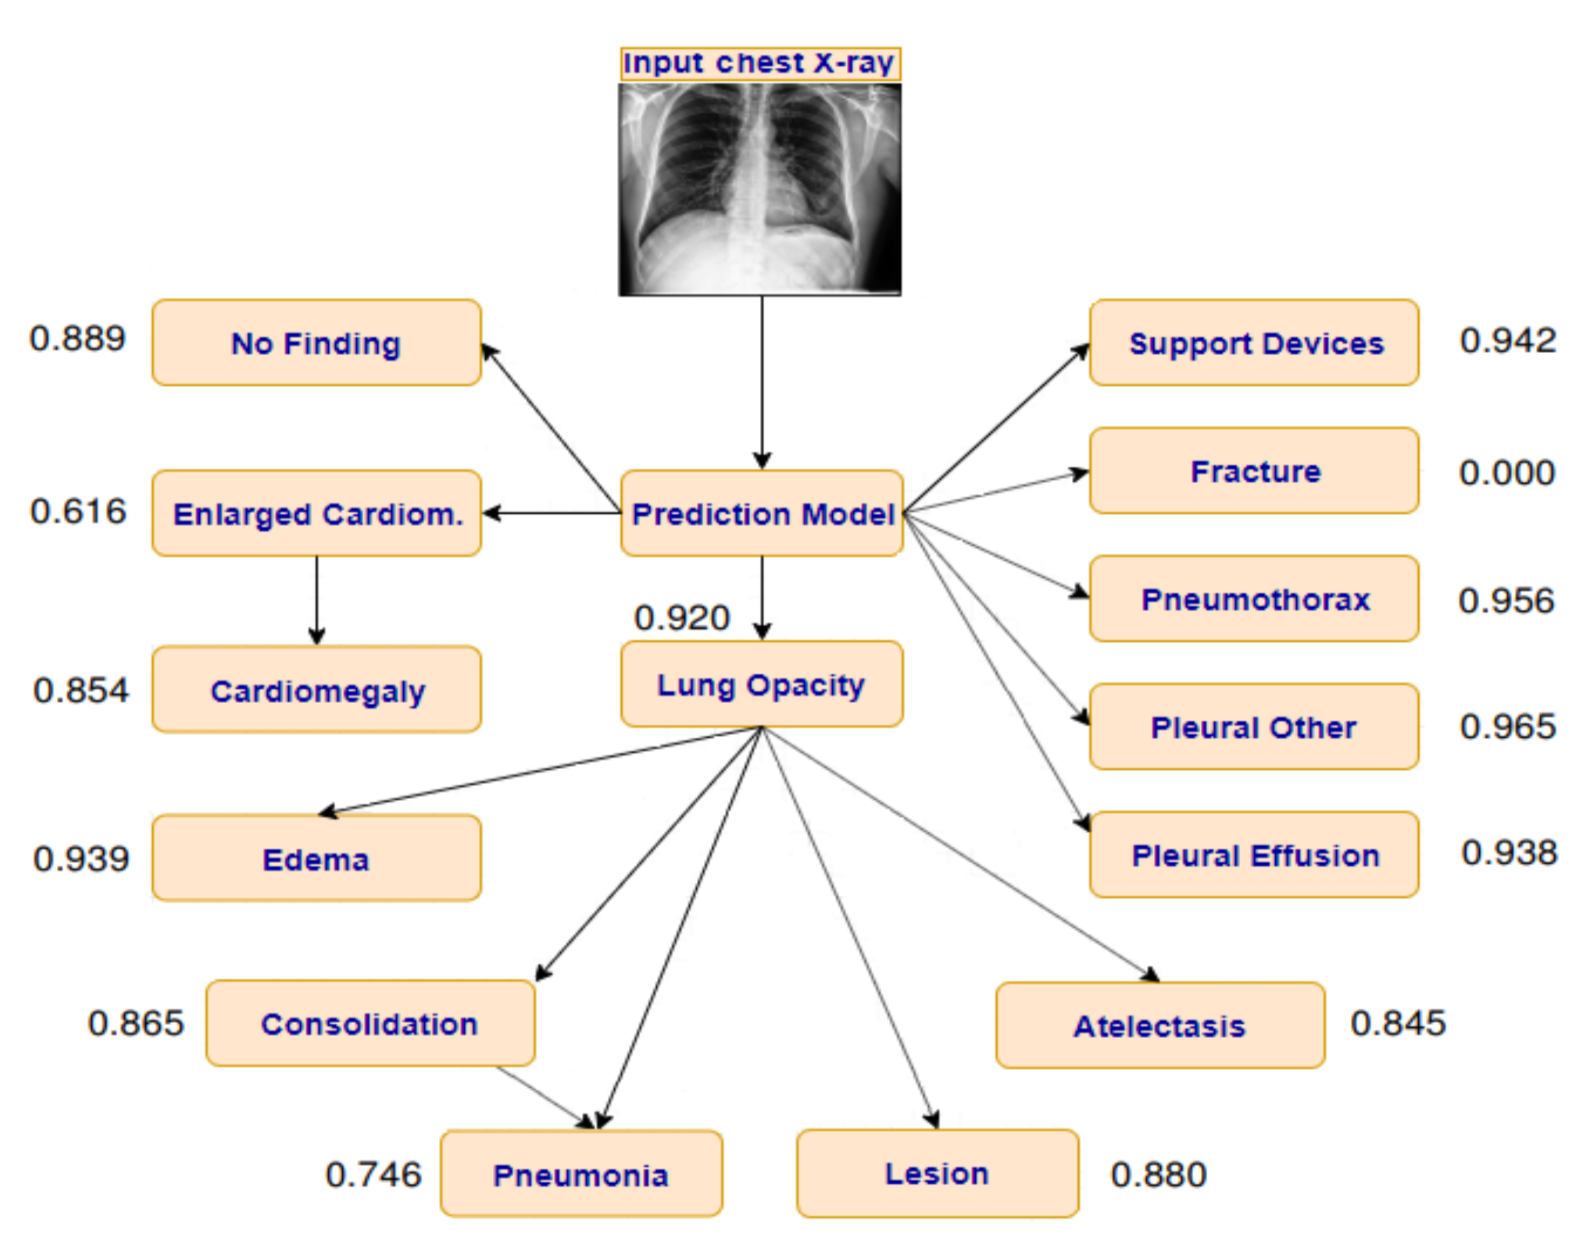 Input chest X-ray
0.889
No Finding
Support Devices
0.942
Fracture
0.000
0.616
Enlarged Cardiom.
Prediction Model
Pneumothorax
0.956
0.920
0.854
Cardiomegaly
Lung Opacity
Pleural Other
0.965
0.939
Edema
Pleural Effusion
0.938
0.865
Consolidation
Atelectasis
0.845
0.746
Pneumonia
Lesion
0.880